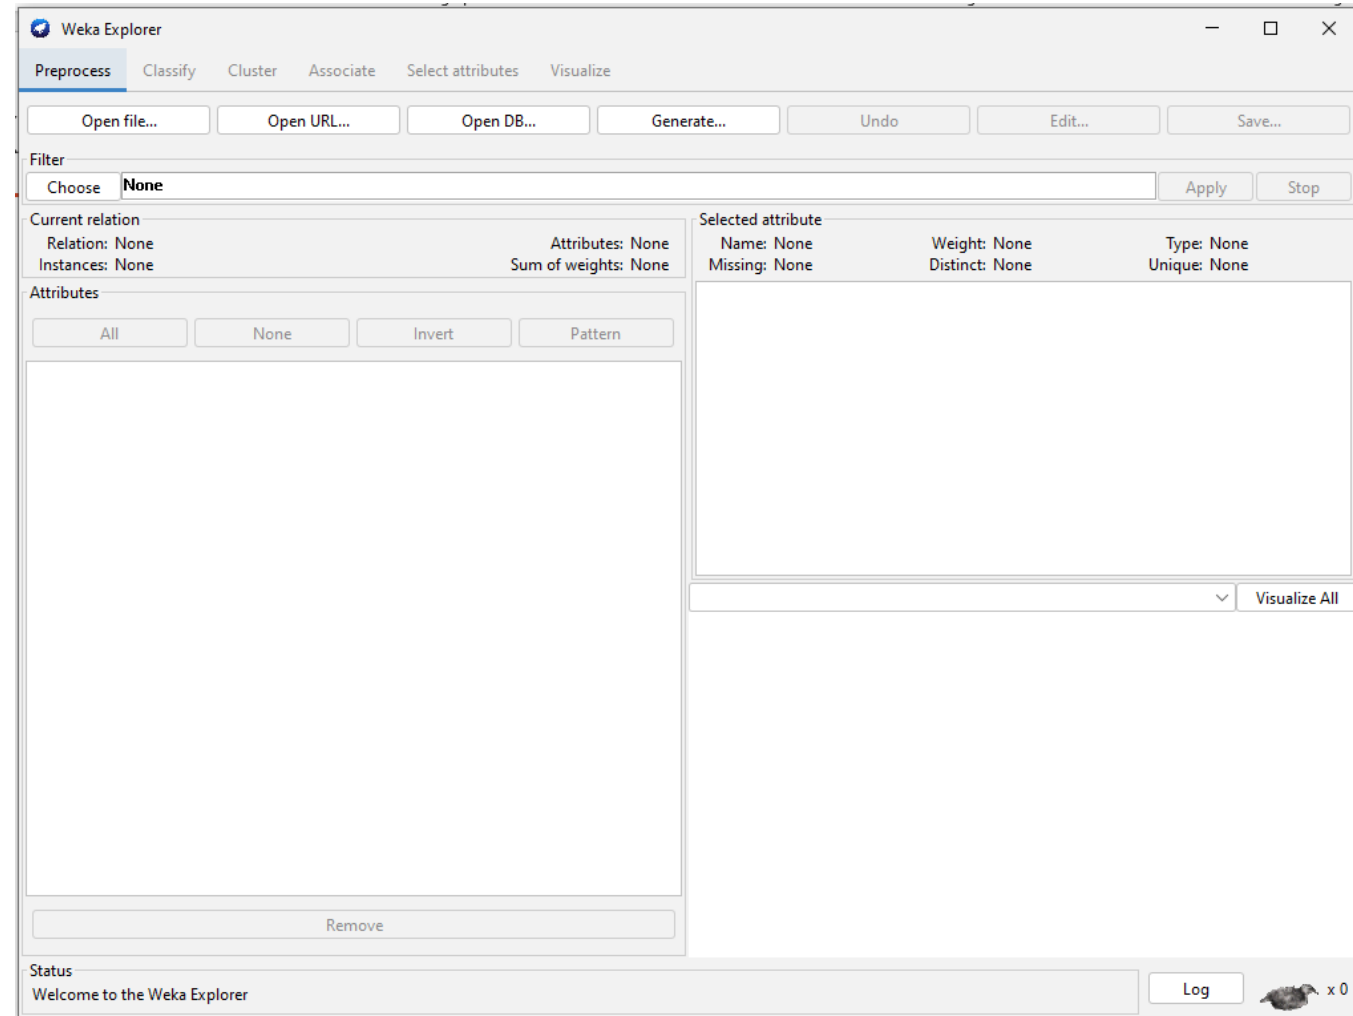 Weka Explorer
Preprocess Classify Cluster Associate Select attributes Visualize
Open file... Open URL... Open DB... Generate... Undo Edit... Save...
Filter
Choose None Apply Stop
Current relation
Relation: None Attributes: None
Instances: None Sum of weights: None
Selected attribute
Name: None Weight: None Type: None
Missing: None Distinct: None Unique: None
Attributes
All None Invert Pattern
Visualize All
Remove
Status
Welcome to the Weka Explorer
Log x 0